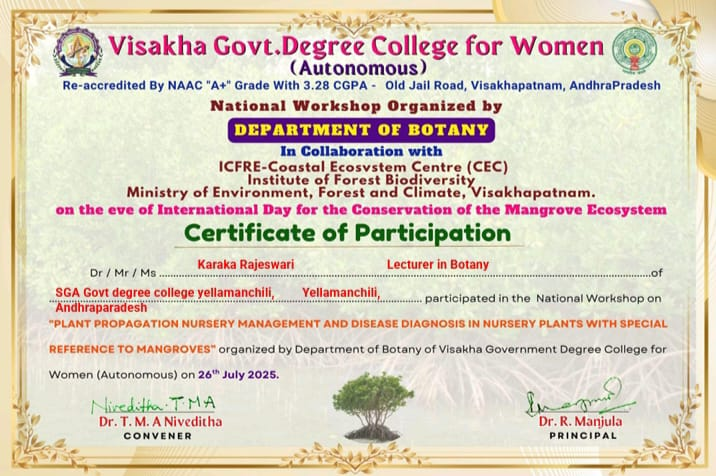 Visakha Govt.Degree College for Women
(Autonomous)
Re-accredited By NAAC "A+" Grade With 3.28 CGPA - Old Jail Road, Visakhapatnam, AndhraPradesh
National Workshop Organized by
DEPARTMENT OF BOTANY
In Collaboration with
ICFRE-Coastal Ecosystem Centre (CEC)
Institute of Forest Biodiversity
Ministry of Environment, Forest and Climate, Visakhapatnam.
on the eve of International Day for the Conservation of the Mangrove Ecosystem
Certificate of Participation
Dr / Mr / Ms Karaka Rajeswari Lecturer in Botany of
SGA Govt degree college yellamanchili, Yellamanchili, participated in the National Workshop on
Andhraparadesh
"PLANT PROPAGATION NURSERY MANAGEMENT AND DISEASE DIAGNOSIS IN NURSERY PLANTS WITH SPECIAL
REFERENCE TO MANGROVES" organized by Department of Botany of Visakha Government Degree College for
Women (Autonomous) on 26th July 2025.
Niveditha.T.M.A
Dr. T. M. A Niveditha
CONVENER
Dr. R. Manjula
PRINCIPAL